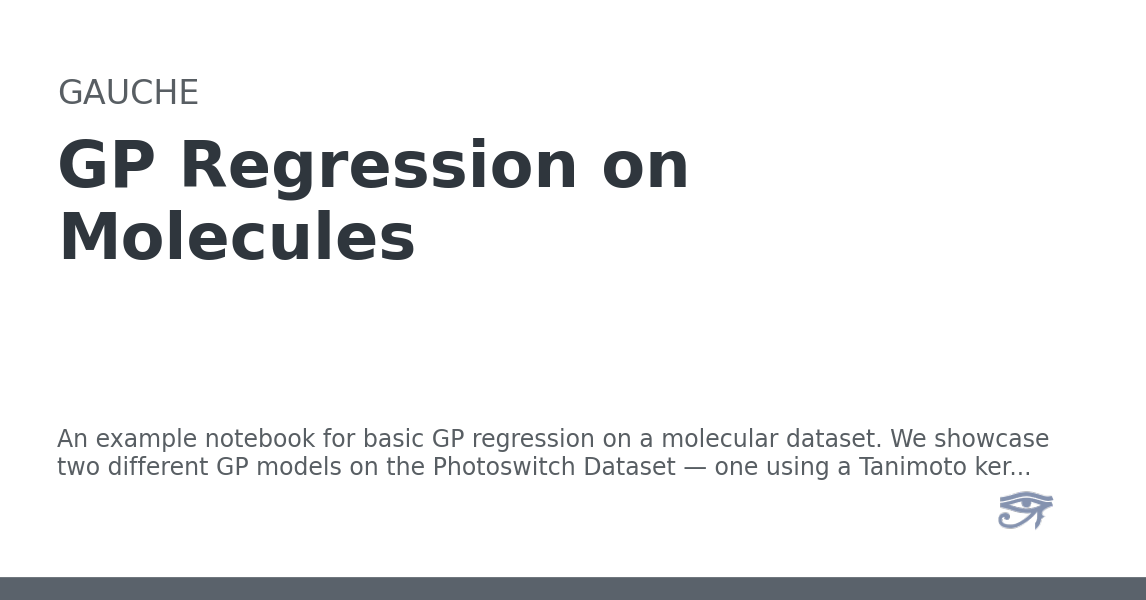 GAUCHE
GP Regression on
Molecules
An example notebook for basic GP regression on a molecular dataset. We showcase
two different GP models on the Photoswitch Dataset — one using a Tanimoto ker...